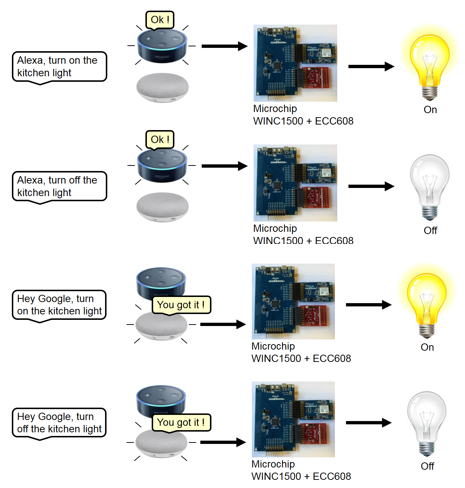 Ok !
Alexa, turn on the
kitchen light
Microchip
WINC1500 + ECC608
On
Ok !
Alexa, turn off the
kitchen light
Microchip
WINC1500 + ECC608
Off
Hey Google, turn
on the kitchen light
You got it !
Microchip
WINC1500 + ECC608
On
Hey Google, turn
off the kitchen light
You got it !
Microchip
WINC1500 + ECC608
Off